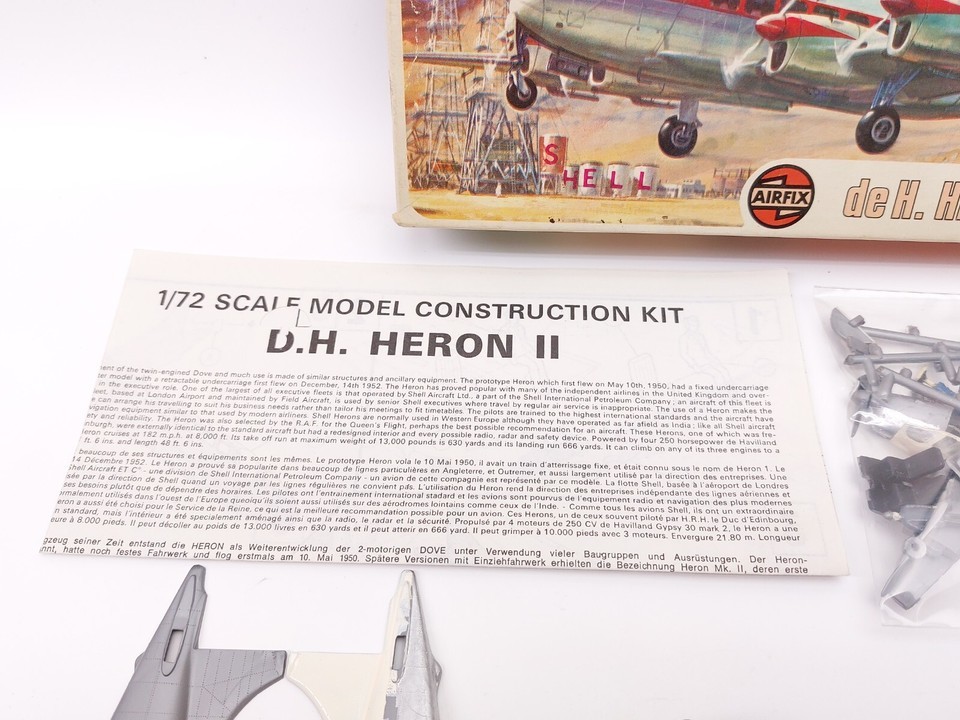 SHELL
AIRFIX
de H. H
1/72 SCALE MODEL CONSTRUCTION KIT
D.H. HERON II
ent of the twin-engined Dove and much use is made of similar structures and ancillary equipment. The prototype Heron which first flew on May 10th, 1950, had a fixed undercarriage
er model with a retractable undercarriage first flew on December, 14th 1952. The Heron has proved popular with many of the independent airlines in the United Kingdom and over-
in the executive role. One of the largest of all executive fleets is that operated by Shell Aircraft Ltd., a part of the Shell International Petroleum Company; an aircraft of this fleet is
leet, based at London Airport and maintained by Field Aircraft, is used by senior Shell executives where travel by regular air service is inappropriate. The use of a Heron makes the
e can arrange his travelling to suit his business needs rather than tailor his meetings to fit timetables. The pilots are trained to the highest international standards and the aircraft have
vigation equipment similar to that used by modern airliners. Shell Herons are normally used in Western Europe although they have operated as far afield as India; like all Shell aircraft
ety and reliability. The Heron was also selected by the R.A.F. for the Queen's Flight, perhaps the best possible recommendation for an aircraft. These Herons, one of which was fre-
nburgh, were externally identical to the standard aircraft but had a redesigned interior and every possible radio, radar and safety device. Powered by four 250 horsepower de Havilland
eron cruises at 182 m.p.h. at 8,000 ft. Its take off run at maximum weight of 13,000 pounds is 630 yards and its landing run 666 yards. It can climb on any of its three engines to a
ft. 6 ins. and length 48 ft. 6 ins.
beaucoup de ses structures et équipements sont les mêmes. Le prototype Heron vola le 10 Mai 1950, il avait un train d'atterrissage fixe, et était connu sous le nom de Heron 1. Le
14 Décembre 1952. Le Heron a prouvé sa popularité dans beaucoup de lignes particulières en Angleterre, et Outremer, et aussi largement utilisé par la direction des entreprises. Une
Shell Aircraft ET C° - une division de Shell International Petroleum Company - un avion de cette compagnie est représenté par ce modèle. La flotte Shell, basée à l'aéroport de Londres
sée par la direction de Shell quand un voyage par les lignes régulières ne convient pas. L'utilisation du Heron rend la direction des entreprises indépendante des lignes aériennes et
ses besoins plutôt que de dépendre des horaires. Les pilotes ont l'entrainement international stadard et les avions sont pourvus de l'équipement radio et navigation des plus modernes
rmalement utilisés dans l'ouest de l'Europe quoiqu'ils soient aussi utilisés sur des aérodromes lointains comme ceux de l'Inde. - Comme tous les avions Shell, ils ont un extraordinaire
eron a aussi été choisi pour le Service de la Reine, ce qui est la meilleure recommandation possible pour un avion. Ces Herons, un de ceux souvent piloté par H.R.H. le Duc d'Edinbourg,
n standard, mais l'intérieur a été specialement aménagé ainsi que la radio, le radar et la sécurité. Propulsé par 4 moteurs de 250 CV de Havilland Gypsy 30 mark 2, le Heron a une
eure à 8.000 pieds. Il peut décoller au poids de 13.000 livres en 630 yards et il peut atterir en 666 yard. Il peut grimper à 10.000 pieds avec 3 moteurs. Envergure 21.80 m. Longueur
gzeug seiner Zeit entstand die HERON als Weiterentwicklung der 2-motorigen DOVE unter Verwendung vieler Baugruppen und Ausrüstungen. Der Heron-
nnt, hatte noch festes Fahrwerk und flog erstmals am 10. Mai 1950. Spätere Versionen mit Einziehfahrwerk erhielten die Bezeichnung Heron Mk. II, deren erste